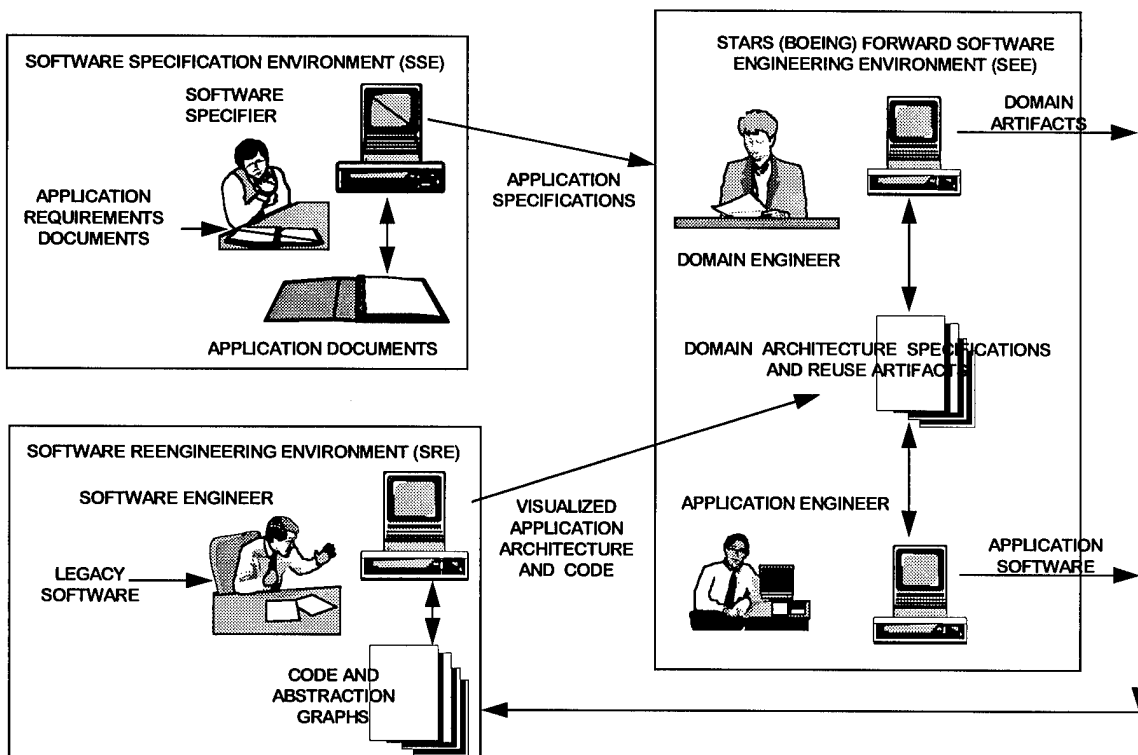 SOFTWARE SPECIFICATION ENVIRONMENT (SSE)
SOFTWARE
SPECIFIER
APPLICATION
REQUIREMENTS
DOCUMENTS
APPLICATION DOCUMENTS
APPLICATION
SPECIFICATIONS
STARS (BOEING) FORWARD SOFTWARE
ENGINEERING ENVIRONMENT (SEE)
DOMAIN
ARTIFACTS
DOMAIN ENGINEER
DOMAIN ARCHITECTURE SPECIFICATIONS
AND REUSE ARTIFACTS
APPLICATION ENGINEER
APPLICATION
SOFTWARE
SOFTWARE REENGINEERING ENVIRONMENT (SRE)
SOFTWARE ENGINEER
LEGACY
SOFTWARE
CODE AND
ABSTRACTION
GRAPHS
VISUALIZED
APPLICATION
ARCHITECTURE
AND CODE